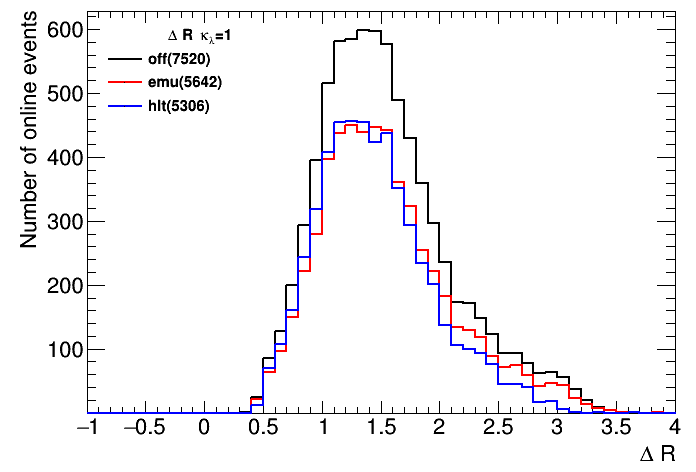 Number of online events
600
500
400
300
200
100
Δ R κλ=1
off(7520)
emu(5642)
hlt(5306)
−1 −0.5 0 0.5 1 1.5 2 2.5 3 3.5 4
Δ R